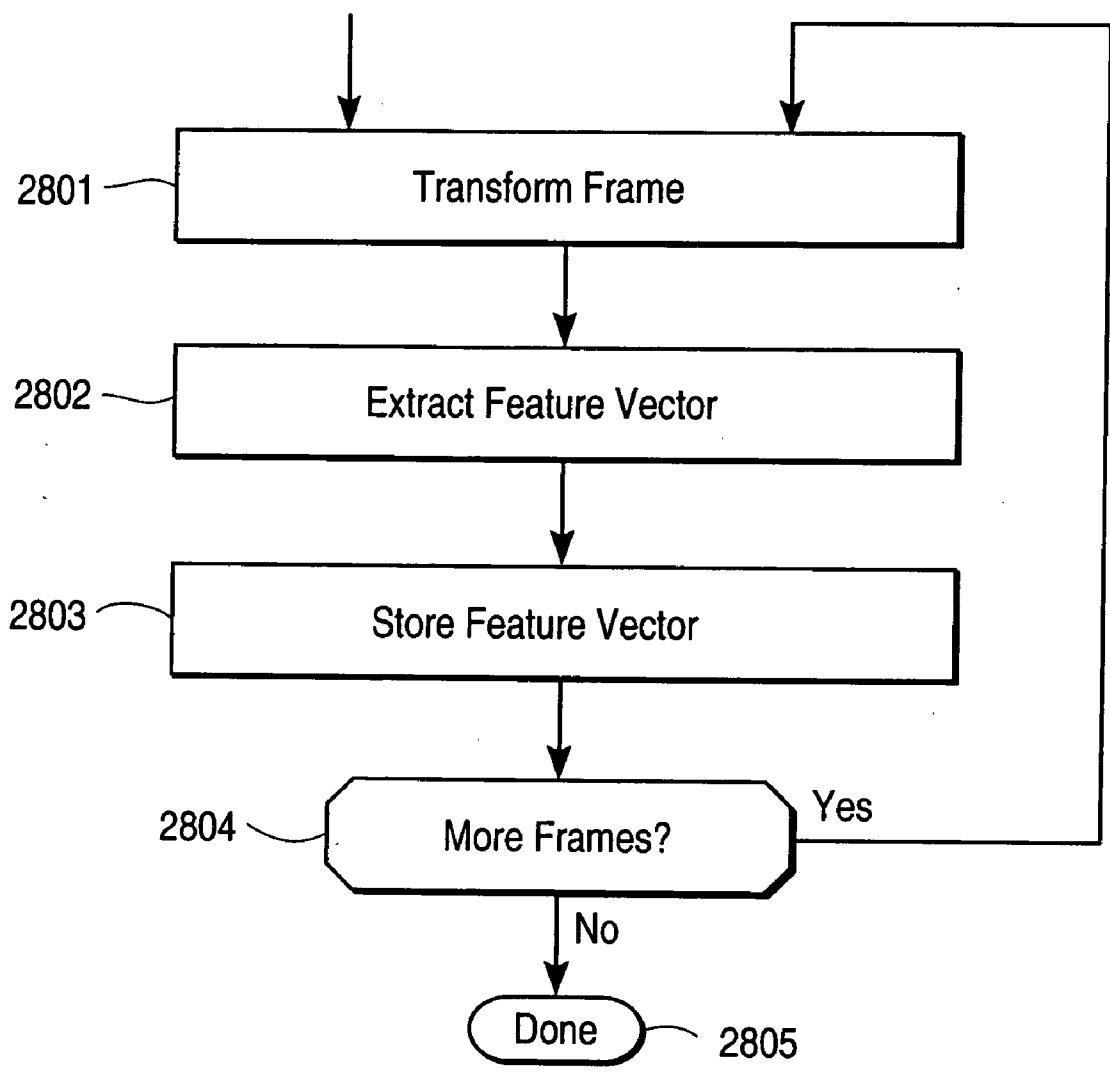 2801
Transform Frame
2802
Extract Feature Vector
2803
Store Feature Vector
2804
More Frames?
Yes
No
Done
2805